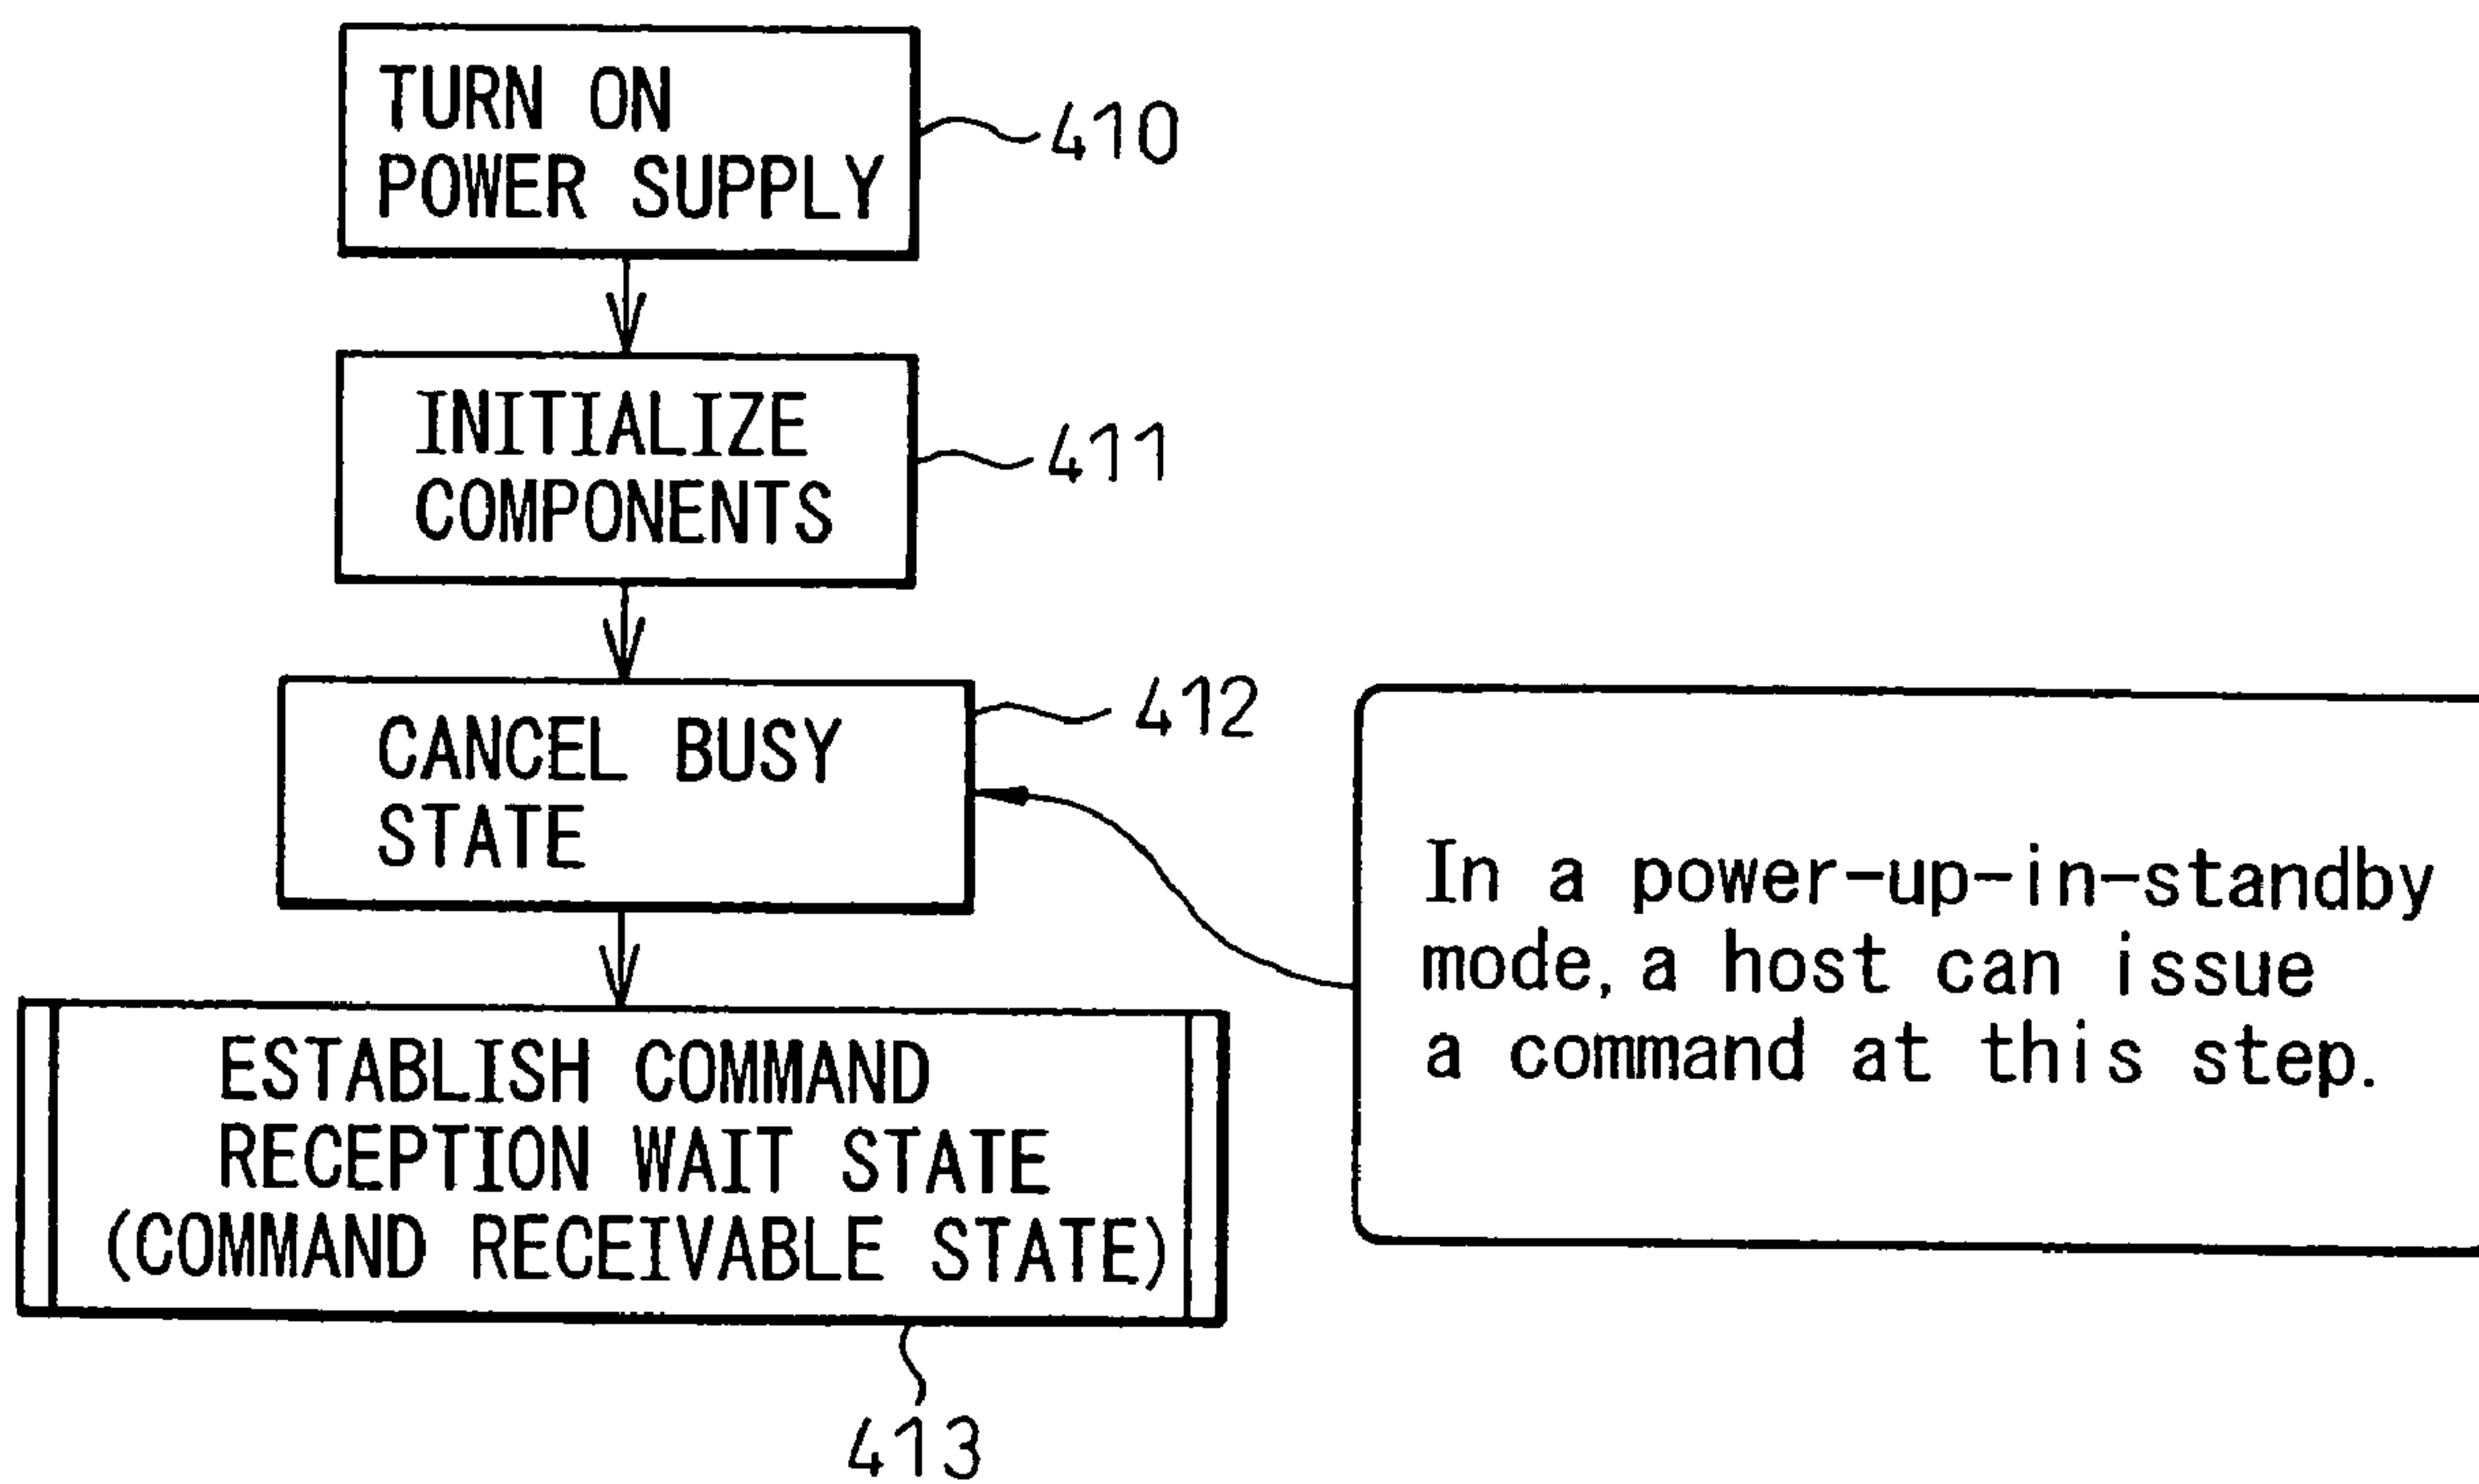 TURN ON
POWER SUPPLY
410
INITIALIZE
COMPONENTS
411
CANCEL BUSY
STATE
412
In a power-up-in-standby
mode, a host can issue
a command at this step.
ESTABLISH COMMAND
RECEPTION WAIT STATE
(COMMAND RECEIVABLE STATE)
413